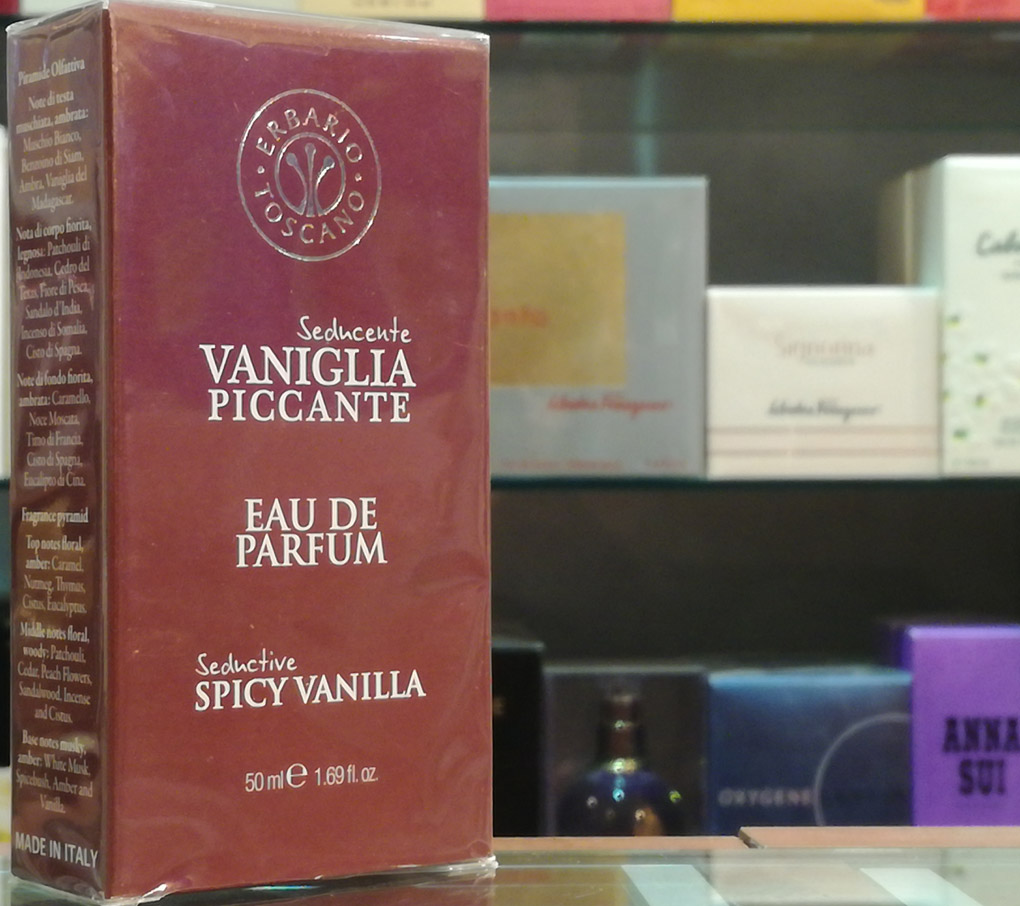 Piramide Olfattiva
Note di testa
muschiata, ambrata:
Muschio Bianco,
Benzoino di Siam,
Ambra, Vaniglia del
Madagascar.
Nota di corpo fiorita,
legnosa: Patchouli di
Indonesia, Cedro del
Texas, Fiore di Pesca,
Sandalo d'India,
Incenso di Somalia,
Cisto di Spagna.
Note di fondo fiorita,
ambrata: Caramello,
Noce Moscata,
Timo di Francia,
Cisto di Spagna,
Eucalipto di Cina.
Fragrance pyramid
Top notes floral,
amber: Caramel,
Nutmeg, Thymus,
Cistus, Eucalyptus.
Middle notes floral,
woody: Patchouli,
Cedar, Peach Flowers,
Sandalwood, Incense
and Cistus.
Base notes musky,
amber: White Musk,
Spicebush, Amber and
Vanilla.
MADE IN ITALY
ERBARIO
TOSCANO
Seducente
VANIGLIA
PICCANTE
EAU DE
PARFUM
Seductive
SPICY VANILLA
50 ml e 1.69 fl. oz.
Salvatore Ferragamo
Salvatore Ferragamo
OXYGENE
ANNA
SUI